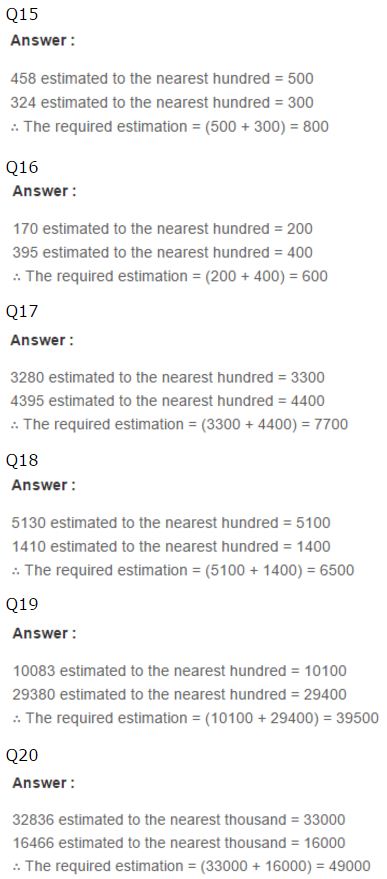 Q15
Answer :
458 estimated to the nearest hundred = 500
324 estimated to the nearest hundred = 300
∴ The required estimation = (500 + 300) = 800
Q16
Answer :
170 estimated to the nearest hundred = 200
395 estimated to the nearest hundred = 400
∴ The required estimation = (200 + 400) = 600
Q17
Answer :
3280 estimated to the nearest hundred = 3300
4395 estimated to the nearest hundred = 4400
∴ The required estimation = (3300 + 4400) = 7700
Q18
Answer :
5130 estimated to the nearest hundred = 5100
1410 estimated to the nearest hundred = 1400
∴ The required estimation = (5100 + 1400) = 6500
Q19
Answer :
10083 estimated to the nearest hundred = 10100
29380 estimated to the nearest hundred = 29400
∴ The required estimation = (10100 + 29400) = 39500
Q20
Answer :
32836 estimated to the nearest thousand = 33000
16466 estimated to the nearest thousand = 16000
∴ The required estimation = (33000 + 16000) = 49000